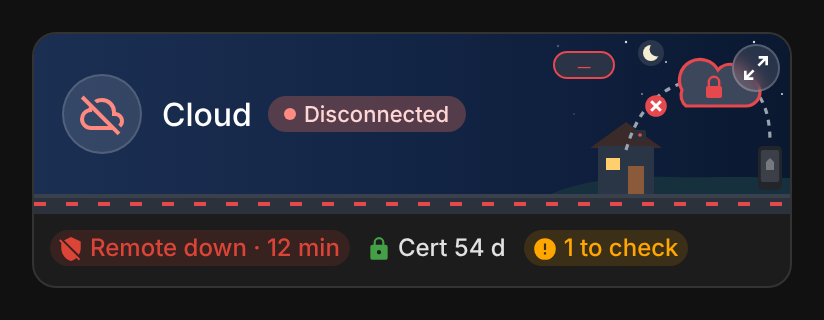 Cloud
Disconnected
—
Remote down · 12 min
Cert 54 d
1 to check